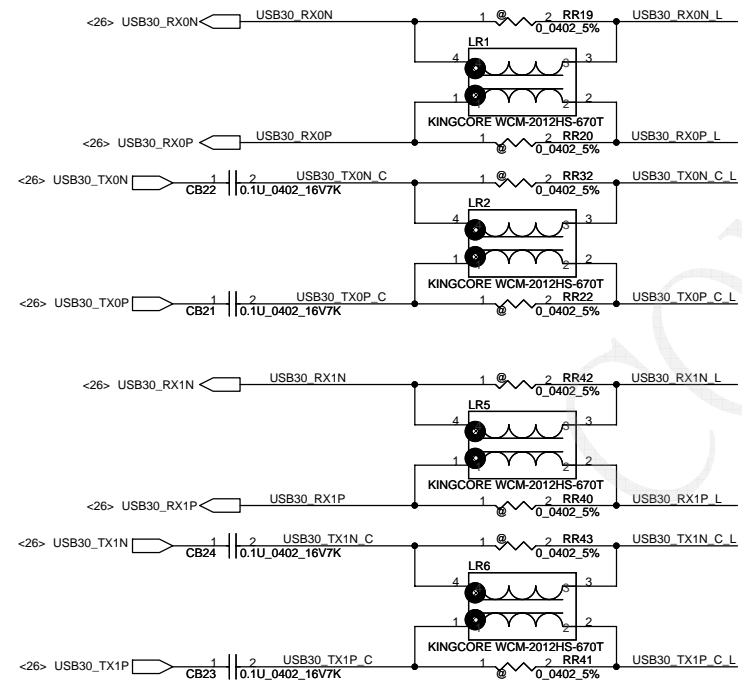 <26> USB30_RX0N USB30_RX0N 1 @ 2 RR19 USB30_RX0N_L
0_0402_5%
LR1
4 3 3
1 2 2
KINGCORE WCM-2012HS-670T
<26> USB30_RX0P USB30_RX0P 1 @ 2 RR20 USB30_RX0P_L
0_0402_5%
<26> USB30_TX0N 1 2 USB30_TX0N_C 1 @ 2 RR32 USB30_TX0N_C_L
CB22 0.1U_0402_16V7K 0_0402_5%
LR2
4 3 3
1 2 2
KINGCORE WCM-2012HS-670T
<26> USB30_TX0P 1 2 USB30_TX0P_C 1 @ 2 RR22 USB30_TX0P_C_L
CB21 0.1U_0402_16V7K 0_0402_5%
<26> USB30_RX1N USB30_RX1N 1 @ 2 RR42 USB30_RX1N_L
0_0402_5%
LR5
4 3 3
1 2 2
KINGCORE WCM-2012HS-670T
<26> USB30_RX1P USB30_RX1P 1 @ 2 RR40 USB30_RX1P_L
0_0402_5%
<26> USB30_TX1N 1 2 USB30_TX1N_C 1 @ 2 RR43 USB30_TX1N_C_L
CB24 0.1U_0402_16V7K 0_0402_5%
LR6
4 3 3
1 2 2
KINGCORE WCM-2012HS-670T
<26> USB30_TX1P 1 2 USB30_TX1P_C 1 @ 2 RR41 USB30_TX1P_C_L
CB23 0.1U_0402_16V7K 0_0402_5%